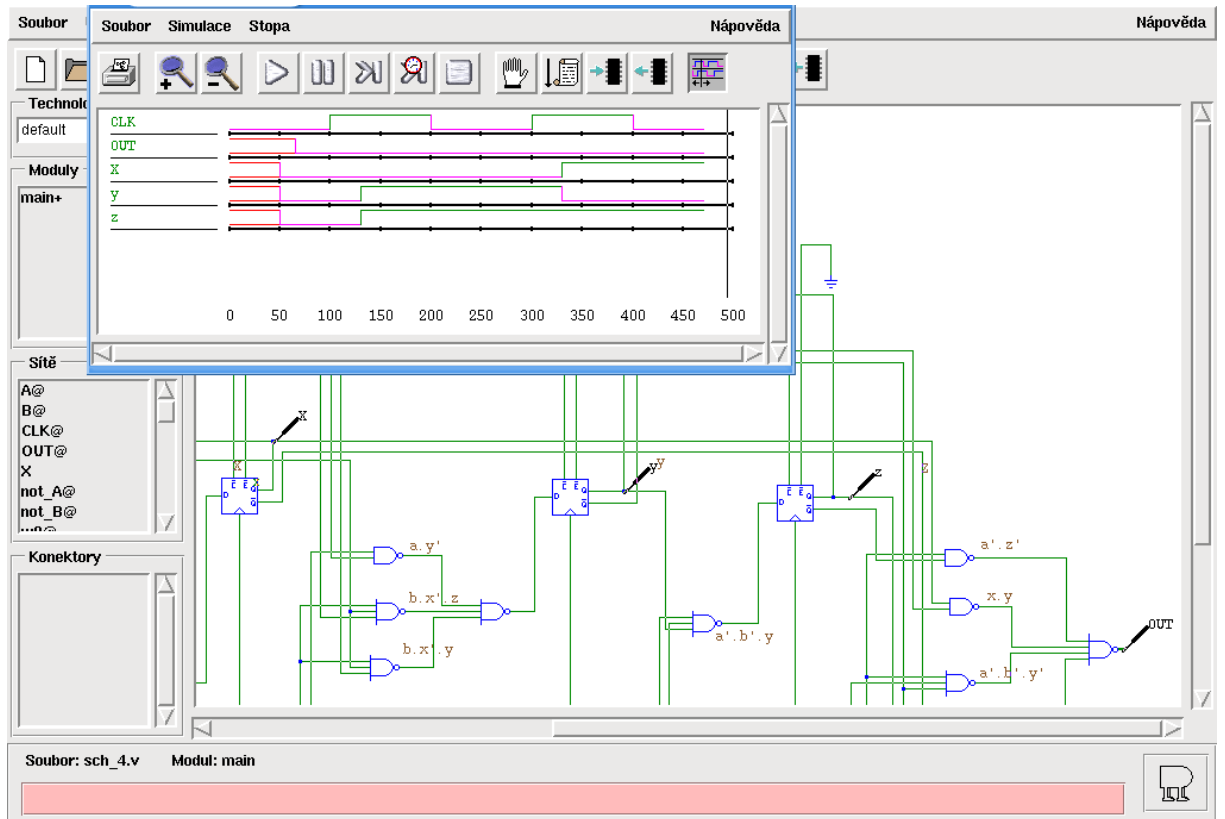 Soubor
Nápověda
Soubor Simulace Stopa Nápověda
Technolo
default
Moduly
main+
CLK
OUT
X
y
z
0 50 100 150 200 250 300 350 400 450 500
Sítě
A@
B@
CLK@
OUT@
X
not_A@
not_B@
Konektory
X
X
D E E Q
Q
y y
D E E Q
Q
z z
D E E Q
Q
a.y'
b.x'.z
b.x'.y
a'.b'.y
a'.z'
x.y
OUT
a'.b'.y'
Soubor: sch_4.v Modul: main